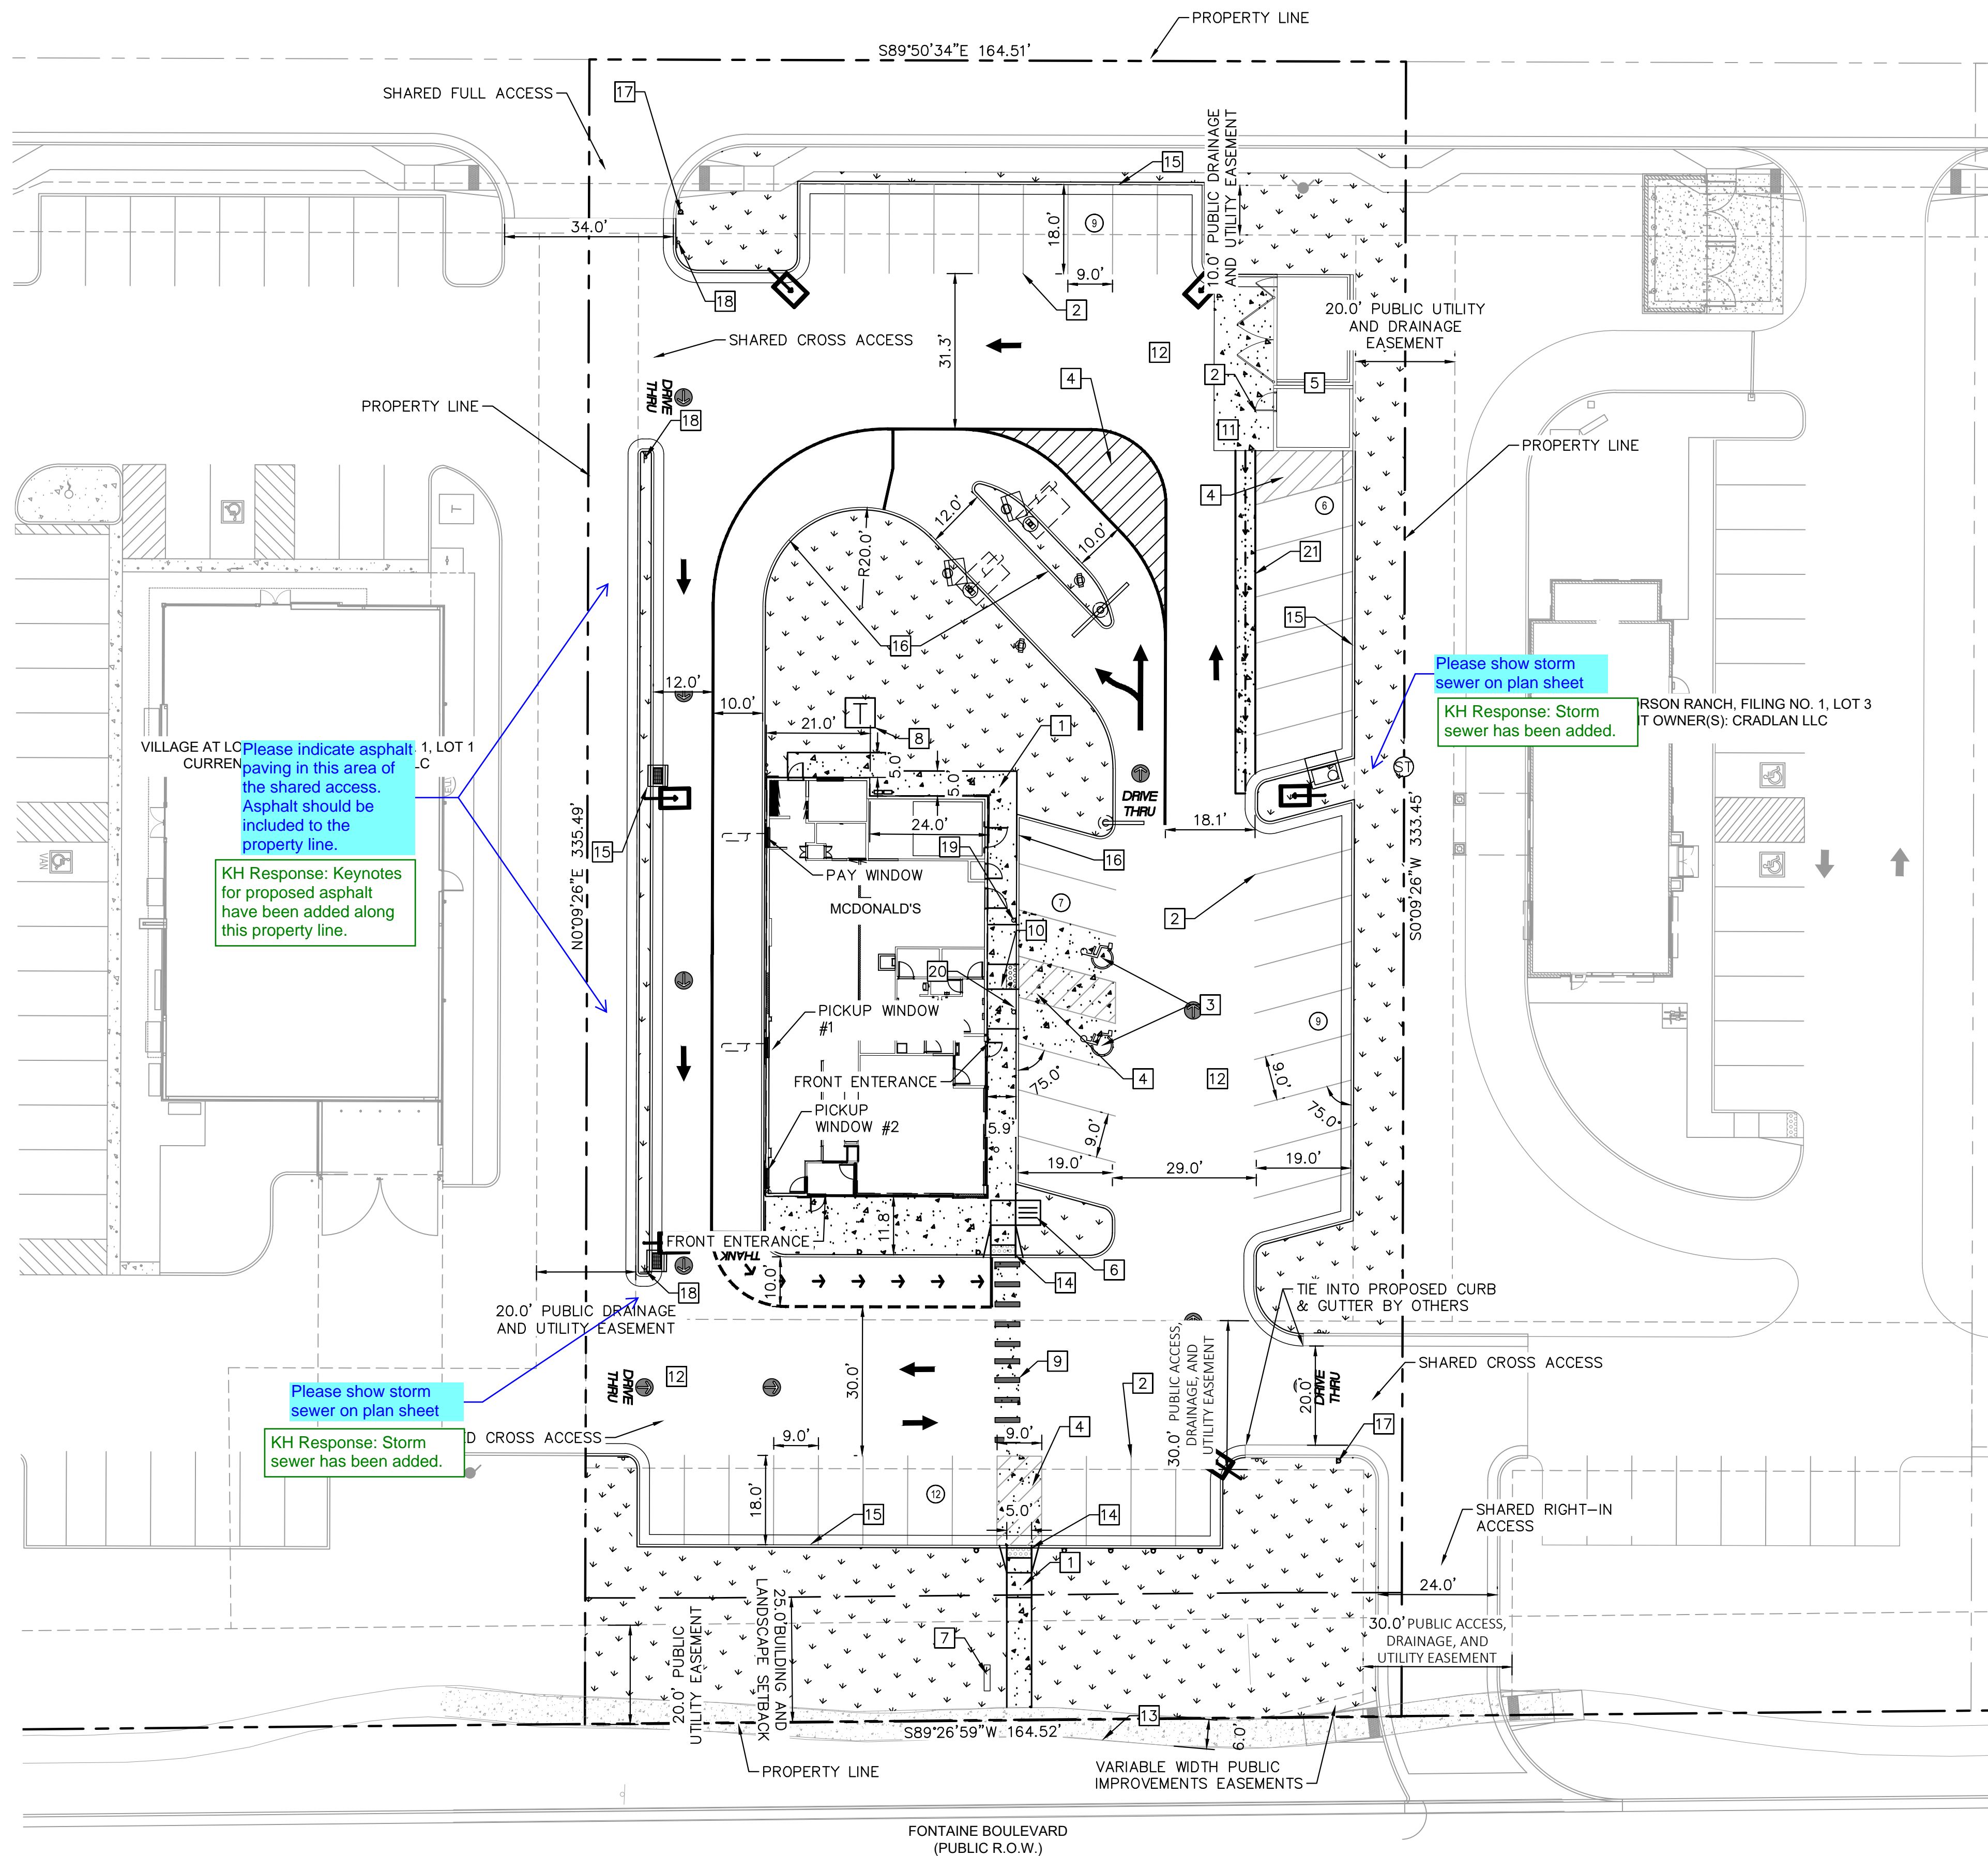 PROPERTY LINE
S89°50'34"E 164.51'
SHARED FULL ACCESS
17
10.0' PUBLIC DRAINAGE
AND UTILITY EASEMENT
15
34.0'
18.0'
9
9.0'
18
2
20.0' PUBLIC UTILITY
AND DRAINAGE
EASEMENT
SHARED CROSS ACCESS
31.3'
12
4
2
5
DRIVE
THRU
18
PROPERTY LINE
11
PROPERTY LINE
4
6
12.0'
10.0'
R20.0'
21
15
16
12.0'
10.0'
21.0'
T
8
1
5.0'
5.0
Please show storm
sewer on plan sheet
KH Response: Storm
sewer has been added.
RSON RANCH, FILING NO. 1, LOT 3
T OWNER(S): CRADLAN LLC
ST
VILLAGE AT LO
1, LOT 1
CURREN
LC
Please indicate asphalt
paving in this area of
the shared access.
Asphalt should be
included to the
property line.
KH Response: Keynotes
for proposed asphalt
have been added along
this property line.
N0°09'26"E 335.49'
15
DRIVE
THRU
18.1'
24.0'
19
16
S0°09'26"W 333.45'
PAY WINDOW
MCDONALD'S
7
2
10
20
3
VAN
T
PICKUP WINDOW
#1
9
FRONT ENTERANCE
75.0°
4
12
9.0'
75.0°
PICKUP
WINDOW #2
5.9'
9.0'
19.0'
29.0'
19.0'
11.8
FRONT ENTERANCE
THANK
6
14
10.0'
18
TIE INTO PROPOSED CURB
& GUTTER BY OTHERS
20.0' PUBLIC DRAINAGE
AND UTILITY EASEMENT
30.0' PUBLIC ACCESS,
DRAINAGE, AND
UTILITY EASEMENT
9
SHARED CROSS ACCESS
DRIVE
THRU
12
30.0'
2
20.0'
DRIVE
THRU
Please show storm
sewer on plan sheet
KH Response: Storm
sewer has been added.
D CROSS ACCESS
9.0'
9.0'
4
17
18.0'
12
15
5.0'
14
SHARED RIGHT-IN
ACCESS
1
24.0'
20.0' PUBLIC
UTILITY EASEMENT
25.0' BUILDING AND
LANDSCAPE SETBACK
7
30.0' PUBLIC ACCESS,
DRAINAGE, AND
UTILITY EASEMENT
S89°26'59"W 164.52'
13
6.0'
PROPERTY LINE
VARIABLE WIDTH PUBLIC
IMPROVEMENTS EASEMENTS
FONTAINE BOULEVARD
(PUBLIC R.O.W.)